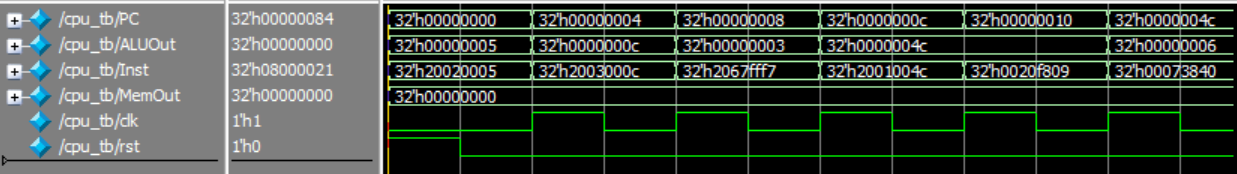 /cpu_tb/PC 32'h00000084 32'h00000000 32'h00000004 32'h00000008 32'h0000000c 32'h00000010 32'h0000004c
/cpu_tb/ALUOut 32'h00000000 32'h00000005 32'h0000000c 32'h00000003 32'h0000004c 32'h00000006
/cpu_tb/Inst 32'h08000021 32'h20020005 32'h2003000c 32'h2067fff7 32'h2001004c 32'h0020f809 32'h00073840
/cpu_tb/MemOut 32'h00000000 32'h00000000
/cpu_tb/clk 1'h1
/cpu_tb/rst 1'h0